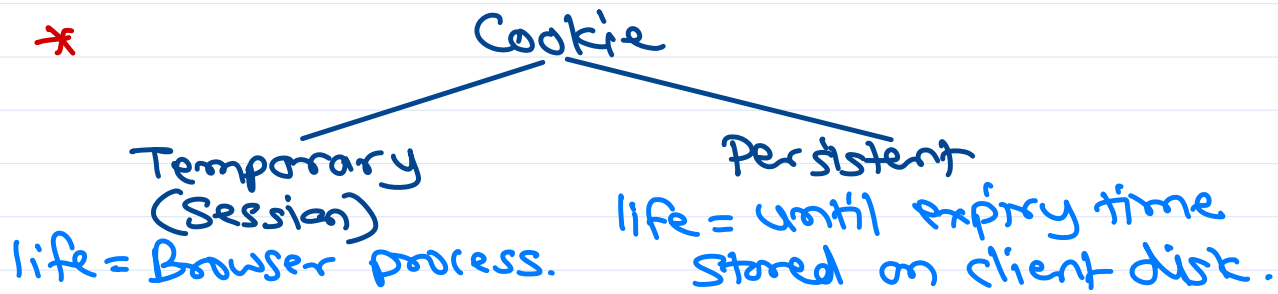 * Cookie
Temporary
(Session)
life = Browser process.
Persistent
life = until expiry time
stored on client disk.